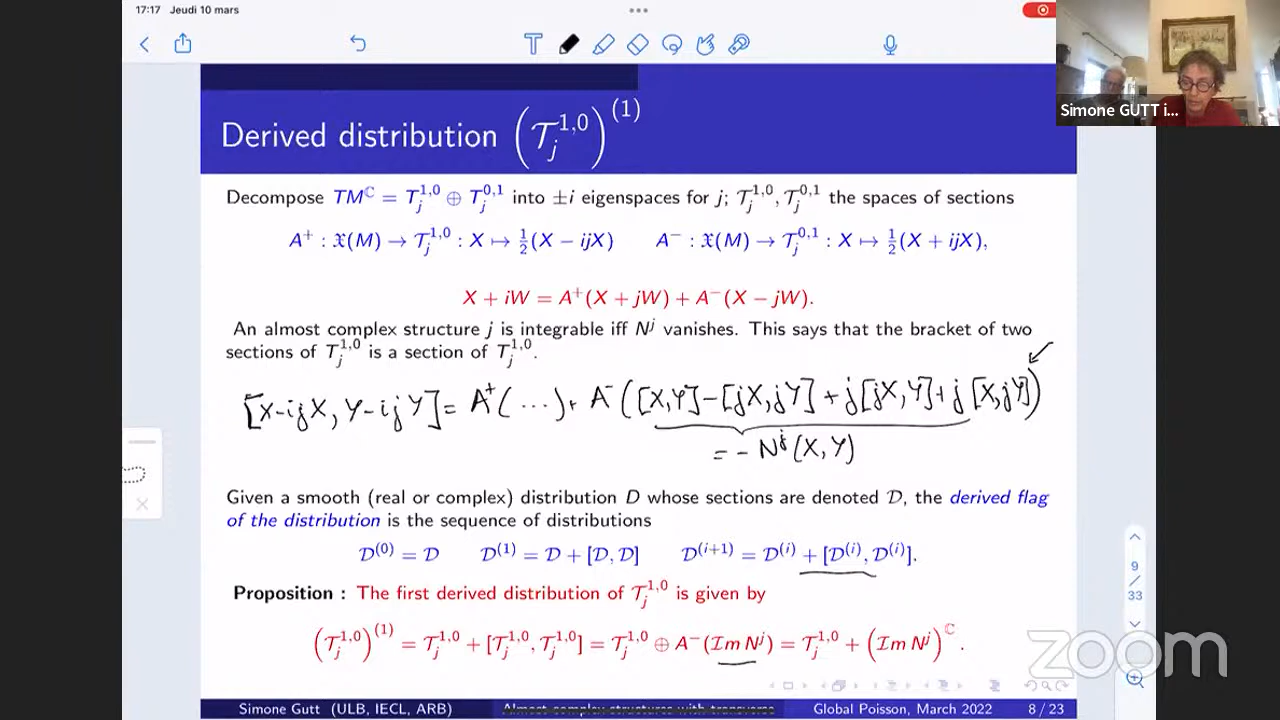 17:17 Jeudi 10 mars
Simone GUTT i...
Derived distribution (𝒯_j^{1,0})^{(1)}
Decompose TM^ℂ = T_j^{1,0} ⊕ T_j^{0,1} into ±i eigenspaces for j; 𝒯_j^{1,0}, 𝒯_j^{0,1} the spaces of sections
A^+ : 𝔛(M) → 𝒯_j^{1,0} : X ↦ ½(X − ijX) A^− : 𝔛(M) → 𝒯_j^{0,1} : X ↦ ½(X + ijX),
X + iW = A^+(X + jW) + A^−(X − jW).
An almost complex structure j is integrable iff N^j vanishes. This says that the bracket of two
sections of T_j^{1,0} is a section of T_j^{1,0}.
[X−ijX, Y−ijY] = A^+(...) + A^−([X,Y]−[jX,jY]+j[jX,Y]+j[X,jY])
= −N^j(X,Y)
Given a smooth (real or complex) distribution D whose sections are denoted 𝒟, the derived flag
of the distribution is the sequence of distributions
𝒟^{(0)} = 𝒟 𝒟^{(1)} = 𝒟 + [𝒟, 𝒟] 𝒟^{(i+1)} = 𝒟^{(i)} + [𝒟^{(i)}, 𝒟^{(i)}].
Proposition : The first derived distribution of 𝒯_j^{1,0} is given by
(𝒯_j^{1,0})^{(1)} = 𝒯_j^{1,0} + [𝒯_j^{1,0}, 𝒯_j^{1,0}] = 𝒯_j^{1,0} ⊕ A^−(ℐm N^j) = 𝒯_j^{1,0} + (ℐm N^j)^ℂ.
9
/
33
zoom
Simone Gutt (ULB, IECL, ARB) Almost complex structures with transverse Global Poisson, March 2022 8 / 23